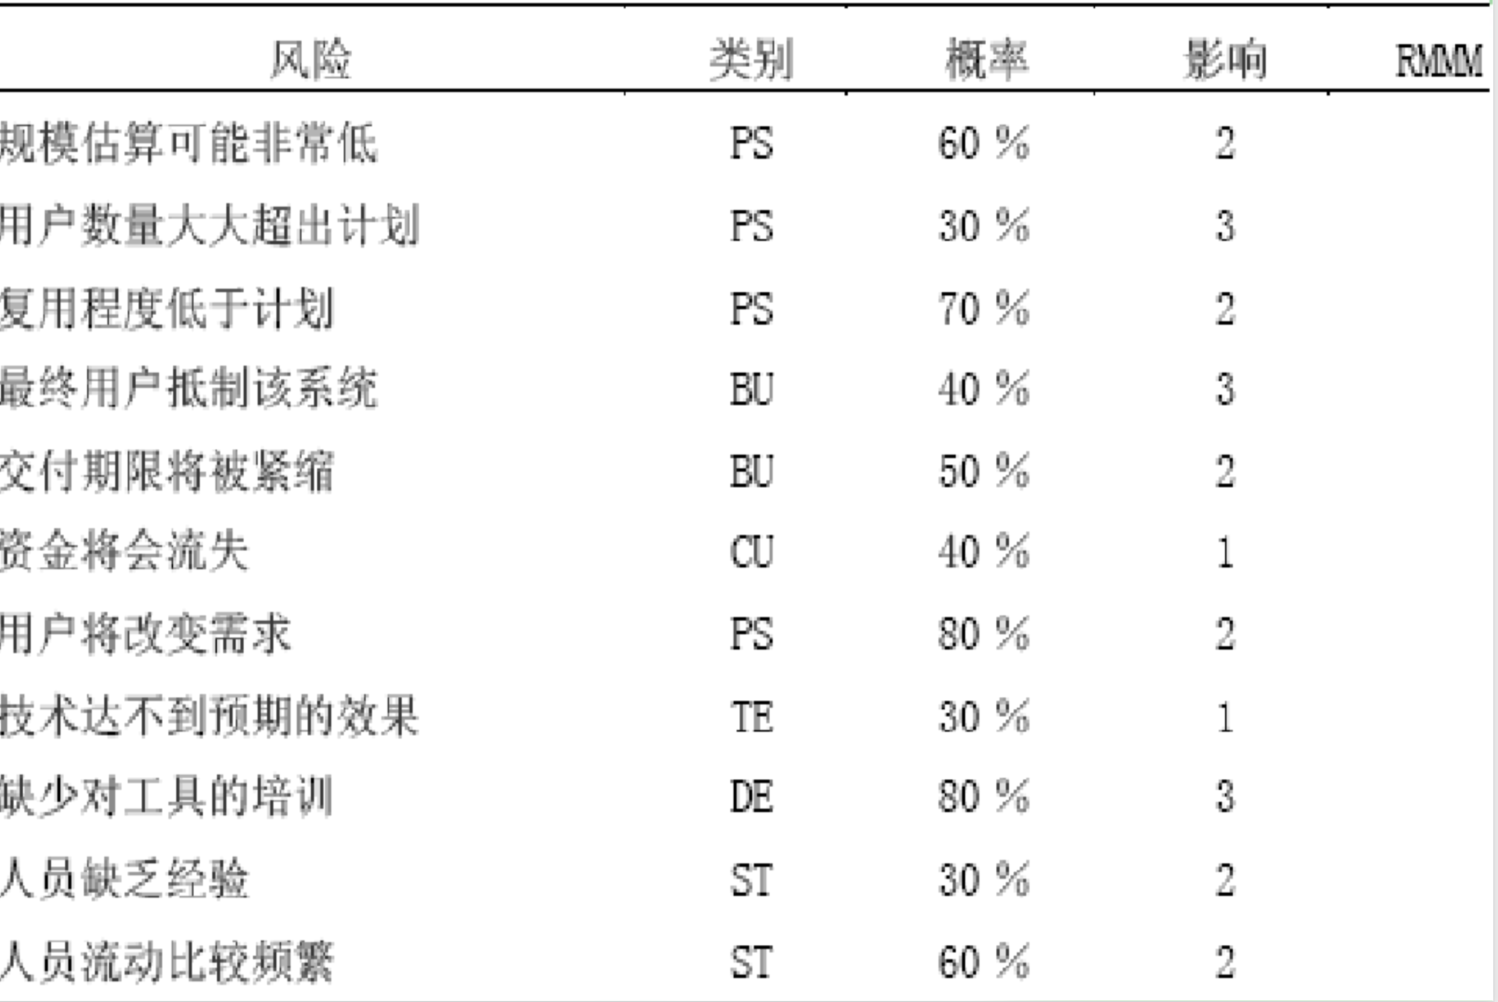 风险 类别 概率 影响 RMMM
规模估算可能非常低 PS 60 % 2
用户数量大大超出计划 PS 30 % 3
复用程度低于计划 PS 70 % 2
最终用户抵制该系统 BU 40 % 3
交付期限将被紧缩 BU 50 % 2
资金将会流失 CU 40 % 1
用户将改变需求 PS 80 % 2
技术达不到预期的效果 TE 30 % 1
缺少对工具的培训 DE 80 % 3
人员缺乏经验 ST 30 % 2
人员流动比较频繁 ST 60 % 2